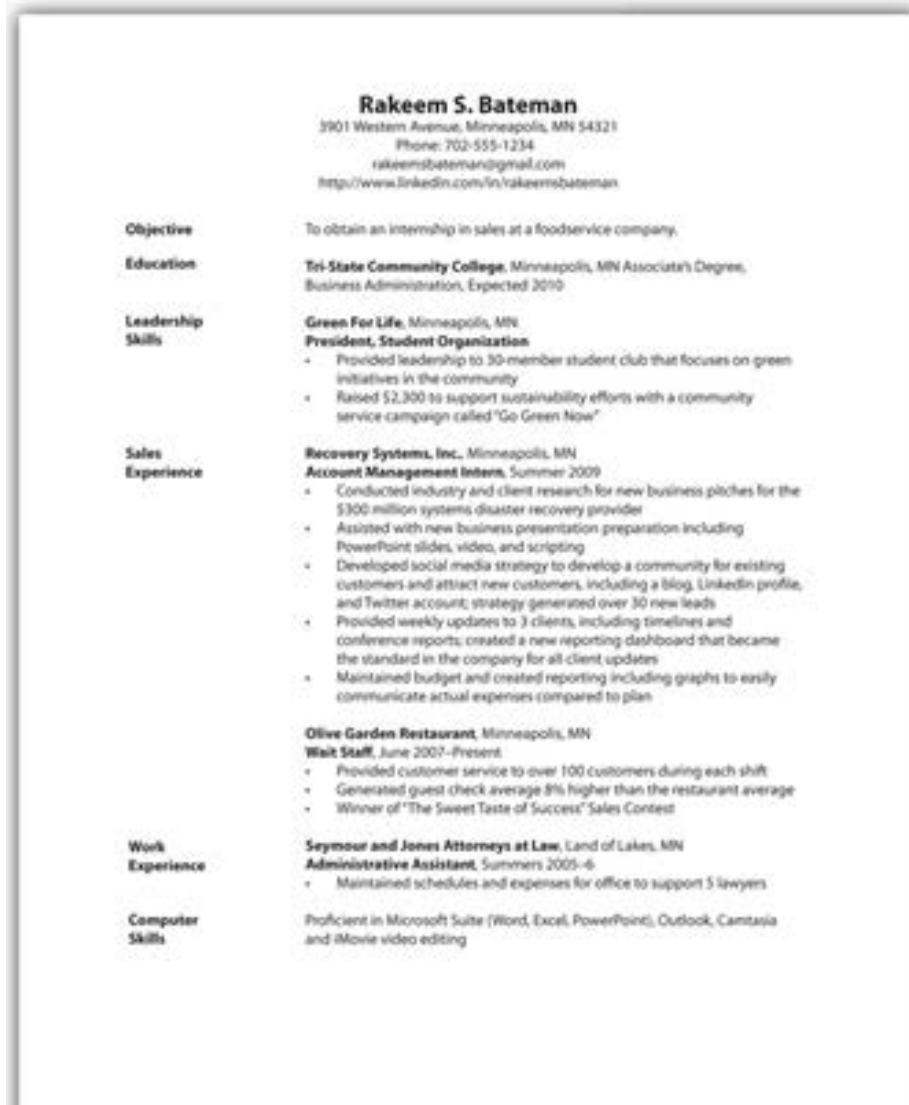 Rakeem S. Bateman
3901 Western Avenue, Minneapolis, MN 54321
Phone: 702-555-1234
rakeemsbateman@gmail.com
http://www.linkedin.com/in/rakeemsbateman
Objective To obtain an internship in sales at a foodservice company.
Education Tri-State Community College, Minneapolis, MN Associate's Degree,
Business Administration, Expected 2010
Leadership Green For Life, Minneapolis, MN
Skills President, Student Organization
• Provided leadership to 30-member student club that focuses on green
initiatives in the community
• Raised $2,300 to support sustainability efforts with a community
service campaign called "Go Green Now"
Sales Recovery Systems, Inc., Minneapolis, MN
Experience Account Management Intern, Summer 2009
• Conducted industry and client research for new business pitches for the
$300 million systems disaster recovery provider
• Assisted with new business presentation preparation including
PowerPoint slides, video, and scripting
• Developed social media strategy to develop a community for existing
customers and attract new customers, including a blog, LinkedIn profile,
and Twitter account; strategy generated over 30 new leads
• Provided weekly updates to 3 clients, including timelines and
conference reports; created a new reporting dashboard that became
the standard in the company for all client updates
• Maintained budget and created reporting including graphs to easily
communicate actual expenses compared to plan
Olive Garden Restaurant, Minneapolis, MN
Wait Staff, June 2007–Present
• Provided customer service to over 100 customers during each shift
• Generated guest check average 8% higher than the restaurant average
• Winner of "The Sweet Taste of Success" Sales Contest
Work Seymour and Jones Attorneys at Law, Land of Lakes, MN
Experience Administrative Assistant, Summers 2005–6
• Maintained schedules and expenses for office to support 5 lawyers
Computer Proficient in Microsoft Suite (Word, Excel, PowerPoint), Outlook, Camtasia
Skills and iMovie video editing